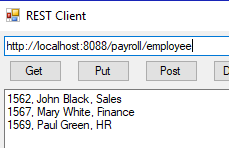 REST Client
http://localhost:8088/payroll/employee
Get Put Post D
1562, John Black, Sales
1567, Mary White, Finance
1569, Paul Green, HR